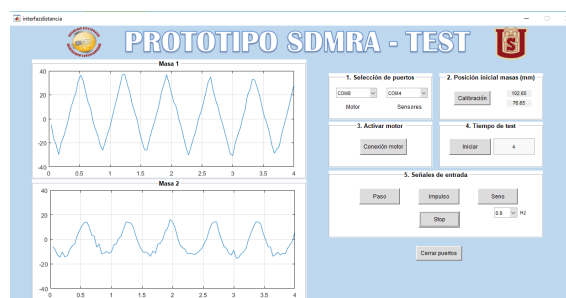 interfazdistancia
PROTOTIPO SDMRA - TEST
Masa 1
40
20
0
-20
-40
0 0.5 1 1.5 2 2.5 3 3.5 4
Masa 2
40
20
0
-20
-40
0 0.5 1 1.5 2 2.5 3 3.5 4
1. Selección de puertos
COM8 COM4
Motor Sensores
2. Posición inicial masas (mm)
Calibración
102.65
76.65
3. Activar motor
Conexión motor
4. Tiempo de test
Iniciar 4
5. Señales de entrada
Paso Impulso Seno
Stop 0.9 Hz
Cerrar puertos